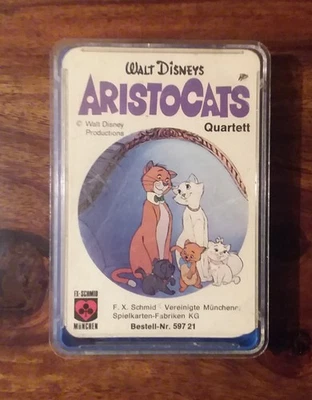 WALT DISNEYS
ARISTOCATS
Quartett
© Walt Disney
Productions
FX-SCHMID
MÜNCHEN
F. X. Schmid - Vereinigte Münchener
Spielkarten-Fabriken KG
Bestell-Nr. 597 21